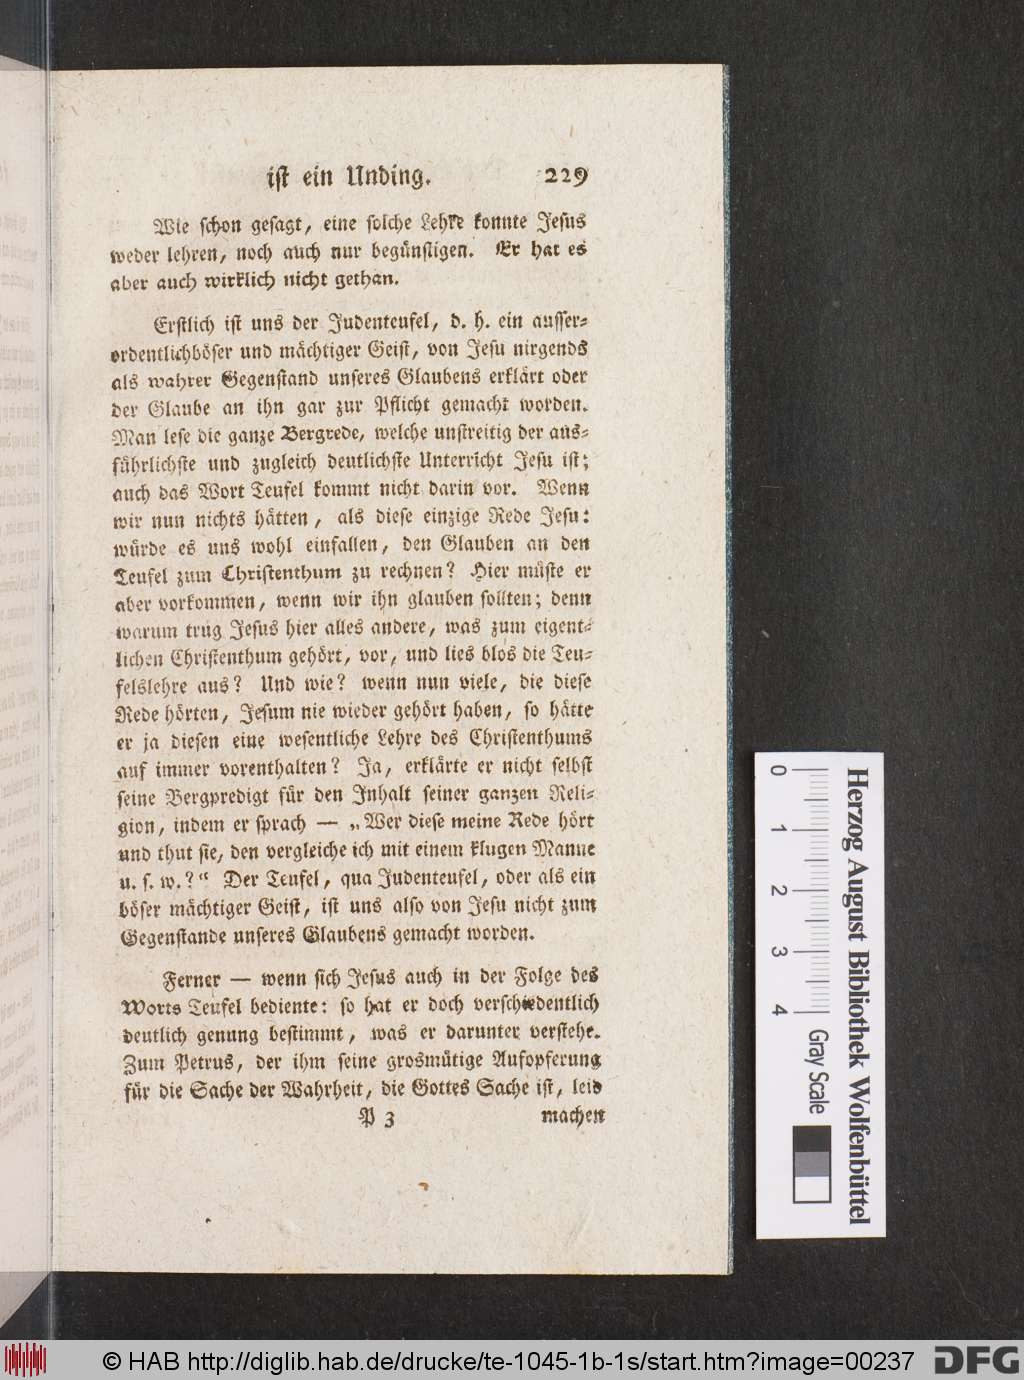 ist ein Unding. 229
Wie schon gesagt, eine solche Lehre konnte Jesus
weder lehren, noch auch nur begünstigen. Er hat es
aber auch wirklich nicht gethan.
Erstlich ist uns der Judenteufel, d. h. ein ausser-
ordentlichböser und mächtiger Geist, von Jesu nirgends
als wahrer Gegenstand unseres Glaubens erklärt oder
der Glaube an ihn gar zur Pflicht gemacht worden.
Man lese die ganze Bergrede, welche unstreitig der aus-
führlichste und zugleich deutlichste Unterricht Jesu ist;
auch das Wort Teufel kommt nicht darin vor. Wenn
wir nun nichts hätten, als diese einzige Rede Jesu:
würde es uns wohl einfallen, den Glauben an den
Teufel zum Christenthum zu rechnen? Hier müste er
aber vorkommen, wenn wir ihn glauben sollten; denn
warum trug Jesus hier alles andere, was zum eigent-
lichen Christenthum gehört, vor, und lies blos die Teu-
felslehre aus? Und wie? wenn nun viele, die diese
Rede hörten, Jesum nie wieder gehört haben, so hätte
er ja diesen eine wesentliche Lehre des Christenthums
auf immer vorenthalten? Ja, erklärte er nicht selbst
seine Bergpredigt für den Inhalt seiner ganzen Reli-
gion, indem er sprach — „Wer diese meine Rede hört
und thut sie, den vergleiche ich mit einem klugen Manne
u. s. w.?“ Der Teufel, qua Judenteufel, oder als ein
böser mächtiger Geist, ist uns also von Jesu nicht zum
Gegenstande unseres Glaubens gemacht worden.
Ferner — wenn sich Jesus auch in der Folge des
Worts Teufel bediente: so hat er doch verschiedentlich
deutlich genung bestimmt, was er darunter verstehe.
Zum Petrus, der ihm seine grosmütige Aufopferung
für die Sache der Wahrheit, die Gottes Sache ist, leid
P 3 machen
0 1 2 3 4
Gray Scale
Herzog August Bibliothek Wolfenbüttel
© HAB http://diglib.hab.de/drucke/te-1045-1b-1s/start.htm?image=00237
DFG